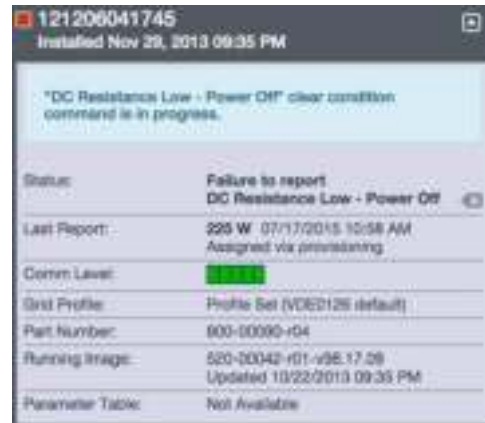 121206041745
Installed Nov 29, 2013 09:35 PM
"DC Resistance Low - Power Off" clear condition
command is in progress.
Status: Failure to report
DC Resistance Low - Power Off
Last Report: 225 W 07/17/2015 10:58 AM
Assigned via provisioning
Comm Level:
Grid Profile: Profile Set (VDE2126 default)
Part Number: 800-00090-r04
Running Image: 520-00042-r01-v96.17.09
Updated 10/22/2013 09:35 PM
Parameter Table: Not Available